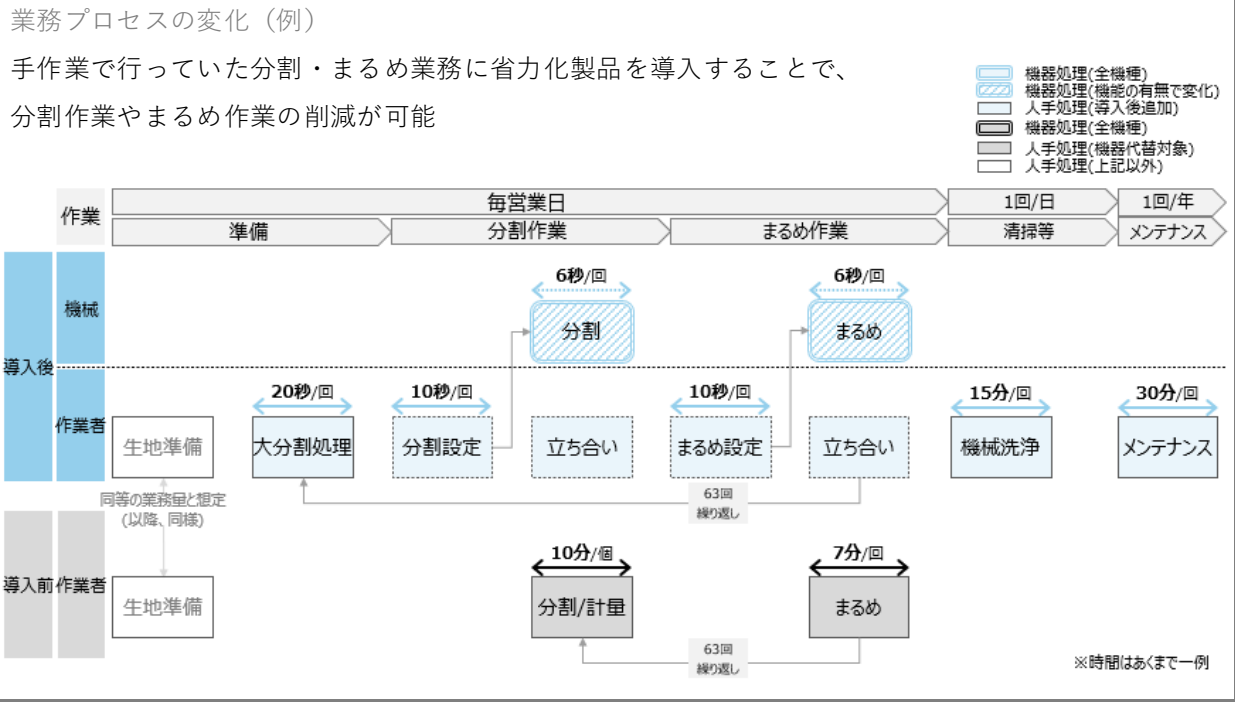 業務プロセスの変化（例）
手作業で行っていた分割・まるめ業務に省力化製品を導入することで、
分割作業やまるめ作業の削減が可能
機器処理(全機種)
機器処理(機能の有無で変化)
人手処理(導入後追加)
機器処理(全機種)
人手処理(機器代替対象)
人手処理(上記以外)
作業
毎営業日
1回/日
1回/年
準備
分割作業
まるめ作業
清掃等
メンテナンス
導入後
機械
6秒/回
分割
6秒/回
まるめ
作業者
生地準備
20秒/回
大分割処理
10秒/回
分割設定
立ち合い
10秒/回
まるめ設定
立ち合い
15分/回
機械洗浄
30分/回
メンテナンス
63回
繰り返し
同等の業務量と想定
(以降、同様)
導入前
作業者
生地準備
10分/個
分割/計量
7分/回
まるめ
63回
繰り返し
※時間はあくまで一例